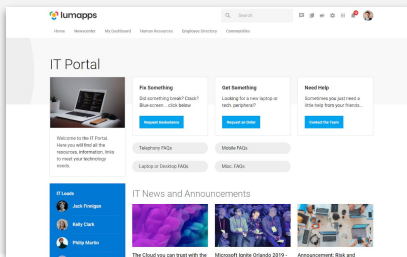 lumapps
Search
Home Newscenter My Dashboard Human Resources Employee Directory Communities
IT Portal
Fix Something
Did something break? Crack?
Blue-screen... click below
Request Assistance
Get Something
Looking for a new laptop or
tech. peripheral?
Request an Order
Need Help
Sometimes you just need a
little help from your friends...
Contact the Team
Welcome to the IT Portal.
Here you will find all the
resources, information, links
to meet your technology
needs.
Telephony FAQs
Mobile FAQs
Laptop or Desktop FAQs
Misc. FAQs
IT Leads
Jack Finnigan
Kelly Clark
Philip Martin
IT News and Announcements
The Cloud you can trust with the
Microsoft Ignite Orlando 2019 -
Announcement: Risk and